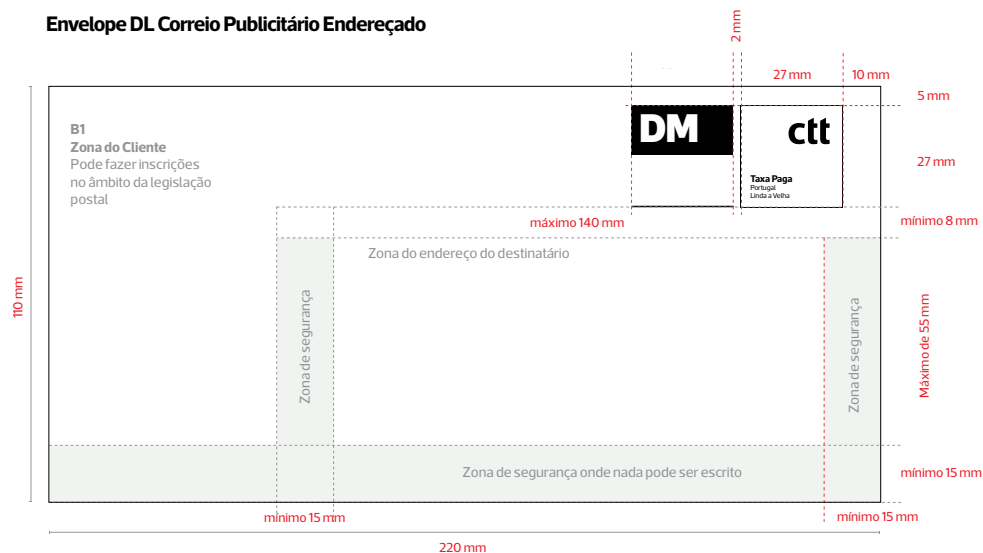 Envelope DL Correio Publicitário Endereçado
2 mm
27 mm
10 mm
5 mm
B1
Zona do Cliente
Pode fazer inscrições
no âmbito da legislação
postal
DM
ctt
Taxa Paga
Portugal
Linda a Velha
27 mm
máximo 140 mm
mínimo 8 mm
Zona do endereço do destinatário
110 mm
Zona de segurança
Zona de segurança
Máximo de 55 mm
Zona de segurança onde nada pode ser escrito
mínimo 15 mm
mínimo 15 mm
mínimo 15 mm
220 mm